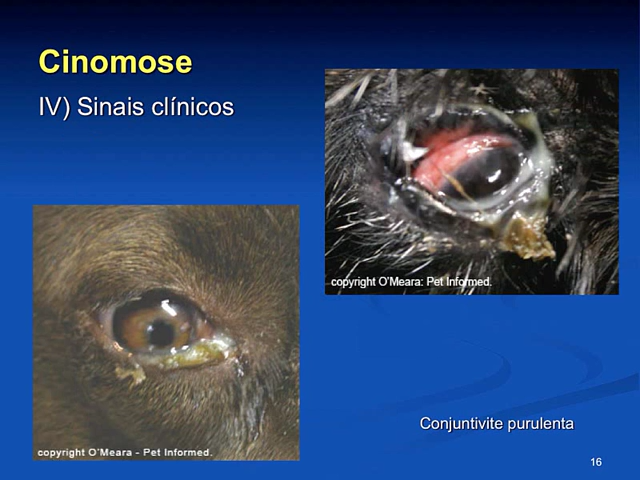 Cinomose
IV) Sinais clínicos
copyright O'Meara: Pet Informed.
copyright O'Meara - Pet Informed.
Conjuntivite purulenta
16